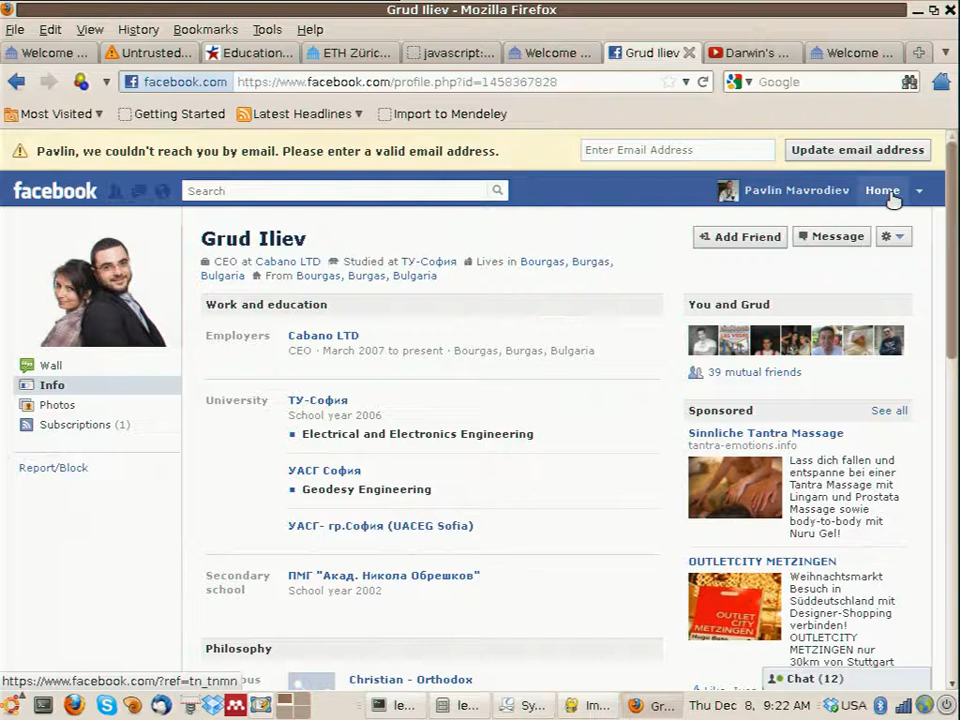 Grud Iliev - Mozilla Firefox
File Edit View History Bookmarks Tools Help
Welcome ... Untrusted... Education... ETH Züric... javascript:... Welcome ... Grud Iliev Darwin's ... Welcome ...
facebook.com https://www.facebook.com/profile.php?id=1458367828 Google
Most Visited Getting Started Latest Headlines Import to Mendeley
Pavlin, we couldn't reach you by email. Please enter a valid email address. Enter Email Address Update email address
facebook Search Pavlin Mavrodiev Home
Grud Iliev
+1 Add Friend Message
CEO at Cabano LTD Studied at ТУ-София Lives in Bourgas, Burgas,
Bulgaria From Bourgas, Burgas, Bulgaria
Wall
Info
Photos
Subscriptions (1)
Report/Block
Work and education
Employers Cabano LTD
CEO · March 2007 to present · Bourgas, Burgas, Bulgaria
University ТУ-София
School year 2006
Electrical and Electronics Engineering
УАСГ София
Geodesy Engineering
УАСГ- гр.София (UACEG Sofia)
Secondary school ПМГ "Акад. Никола Обрешков"
School year 2002
Philosophy
Christian - Orthodox
You and Grud
39 mutual friends
Sponsored See all
Sinnliche Tantra Massage
tantra-emotions.info
Lass dich fallen und
entspanne bei einer
Tantra Massage mit
Lingam und Prostata
Massage sowie
body-to-body mit
Nuru Gel!
OUTLETCITY METZINGEN
OUTLET
CITY
METZINGEN
Weihnachtsmarkt
Besuch in
Süddeutschland mit
Designer-Shopping
verbinden!
OUTLETCITY
METZINGEN nur
30km von Stuttgart
Chat (12)
https://www.facebook.com/?ref=tn_tnmn
le... le... Sy... Im... Gr... Thu Dec 8, 9:22 AM USA